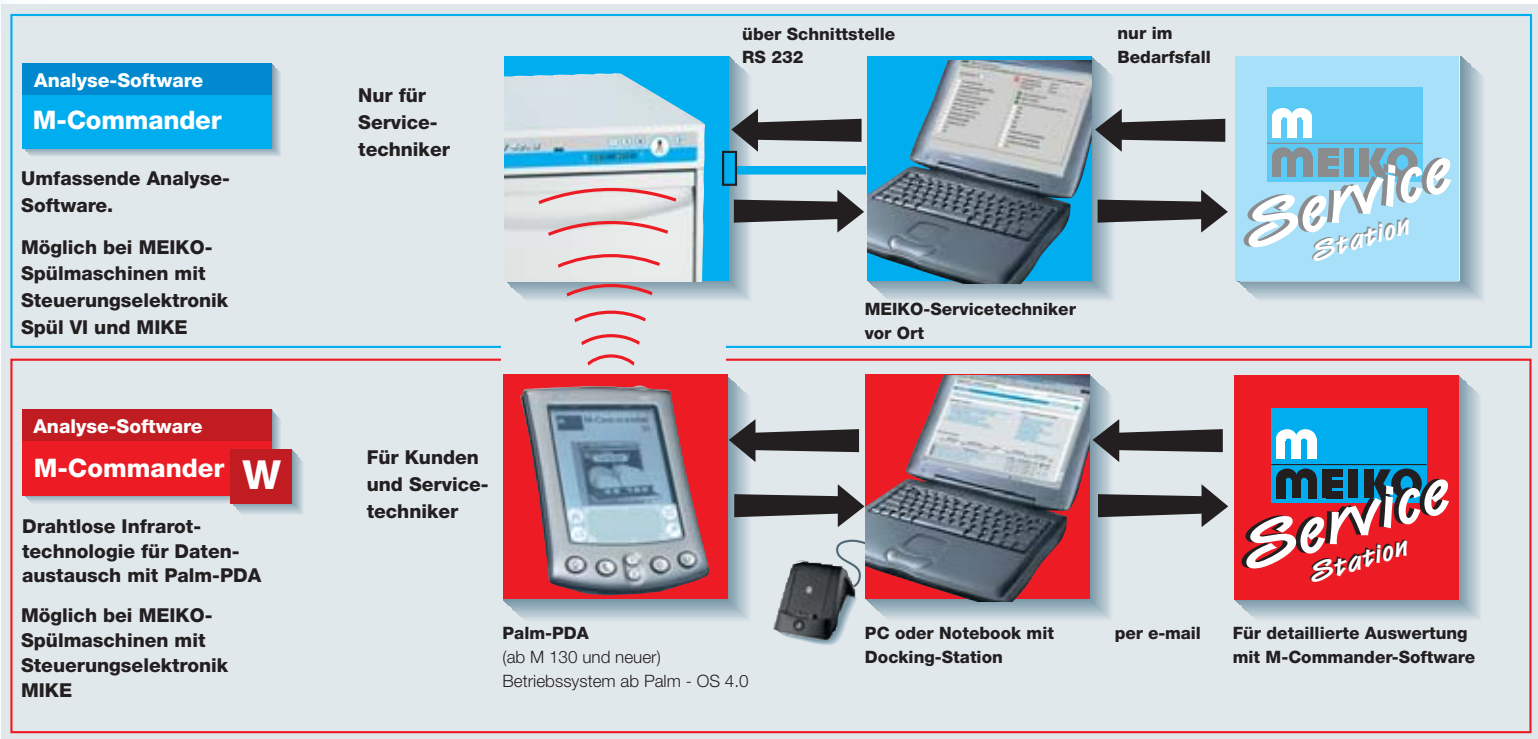 Analyse-Software
M-Commander
Umfassende Analyse-
Software.
Möglich bei MEIKO-
Spülmaschinen mit
Steuerungselektronik
Spül VI und MIKE
Nur für
Service-
techniker
über Schnittstelle
RS 232
nur im
Bedarfsfall
MEIKO-Servicetechniker
vor Ort
m
MEIKO
Service
Station
Analyse-Software
M-Commander W
Drahtlose Infrarot-
technologie für Daten-
austausch mit Palm-PDA
Möglich bei MEIKO-
Spülmaschinen mit
Steuerungselektronik
MIKE
Für Kunden
und Service-
techniker
M-Commander
Palm-PDA
(ab M 130 und neuer)
Betriebssystem ab Palm - OS 4.0
PC oder Notebook mit
Docking-Station
per e-mail
m
MEIKO
Service
Station
Für detaillierte Auswertung
mit M-Commander-Software